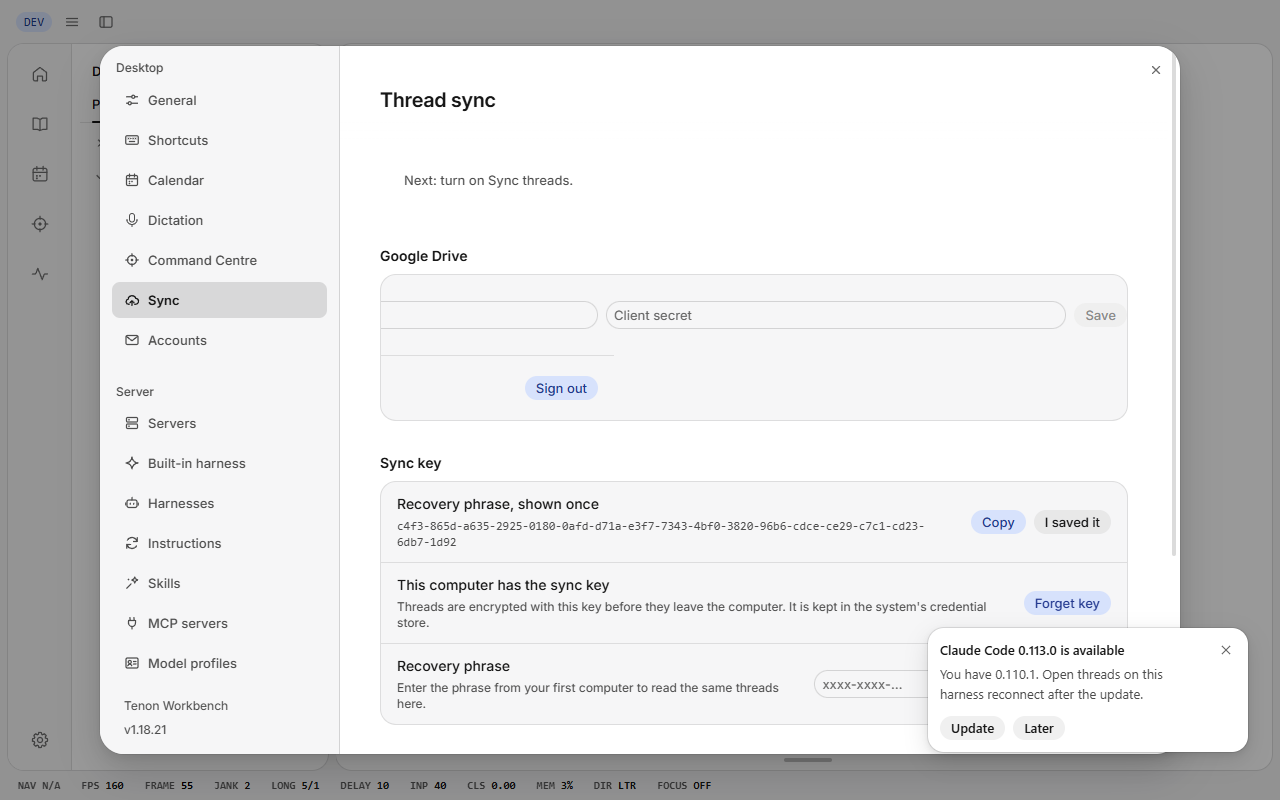 DEV
Desktop
General
Shortcuts
Calendar
Dictation
Command Centre
Sync
Accounts
Server
Servers
Built-in harness
Harnesses
Instructions
Skills
MCP servers
Model profiles
Tenon Workbench
v1.18.21
Thread sync
Next: turn on Sync threads.
Google Drive
Client secret
Save
Sign out
Sync key
Recovery phrase, shown once
c4f3-865d-a635-2925-0180-0afd-d71a-e3f7-7343-4bf0-3820-96b6-cdce-ce29-c7c1-cd23-
6db7-1d92
Copy
I saved it
This computer has the sync key
Threads are encrypted with this key before they leave the computer. It is kept in the system's credential
store.
Forget key
Recovery phrase
Enter the phrase from your first computer to read the same threads
here.
xxxx-xxxx-...
Claude Code 0.113.0 is available
You have 0.110.1. Open threads on this
harness reconnect after the update.
Update
Later
NAV N/A FPS 160 FRAME 55 JANK 2 LONG 5/1 DELAY 10 INP 40 CLS 0.00 MEM 3% DIR LTR FOCUS OFF